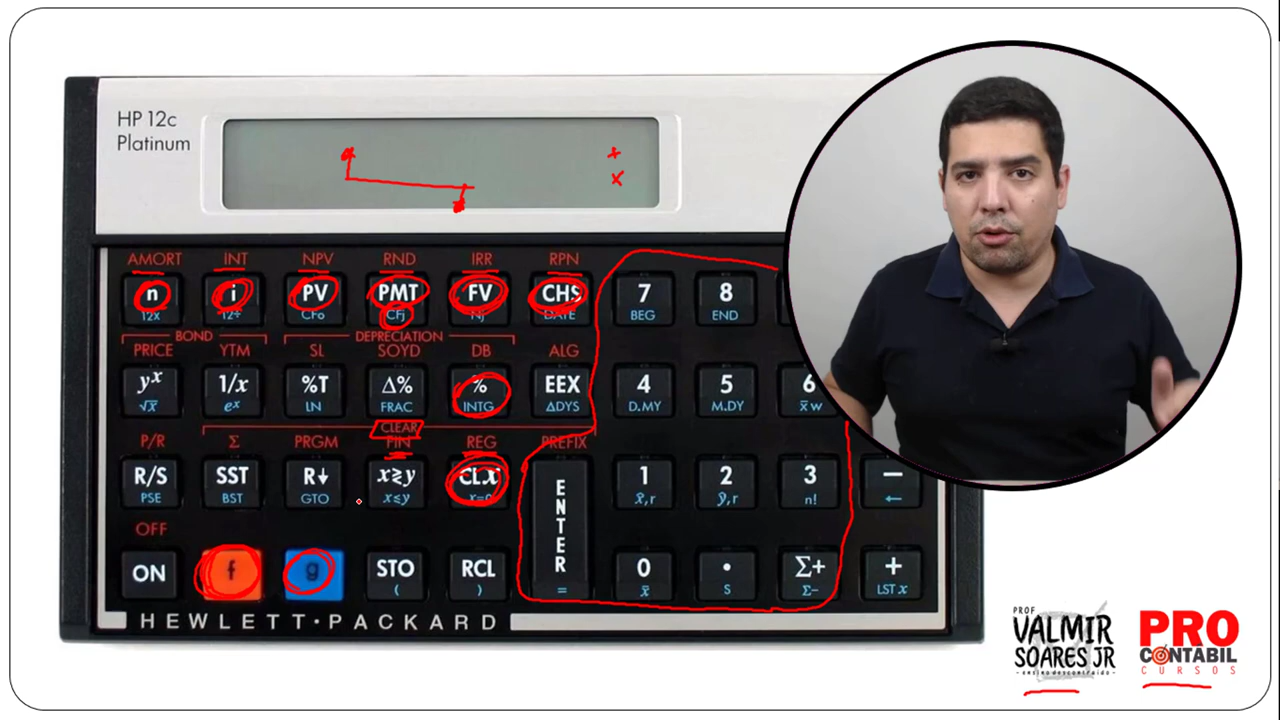 HP 12c
Platinum
AMORT INT NPV RND IRR RPN
n i PV PMT FV CHS 7 8
12x 12÷ CFo CFj Nj DATE BEG END
BOND DEPRECIATION
PRICE YTM SL SOYD DB ALG
yˣ 1/x %T Δ% % EEX 4 5 6
√x eˣ LN FRAC INTG ΔDYS D.MY M.DY x̄w
CLEAR
P/R Σ PRGM FIN REG PREFIX
R/S SST R↓ x≷y CLx ENTER 1 2 3 −
PSE BST GTO x≤y x=0 x̂,r ŷ,r n! ←
OFF
ON f g STO RCL 0 • Σ+ +
( ) = x̄ S Σ− LST x
HEWLETT·PACKARD
PROF
VALMIR
SOARES JR
- ensino descontraído -
PRO
CONTABIL
CURSOS